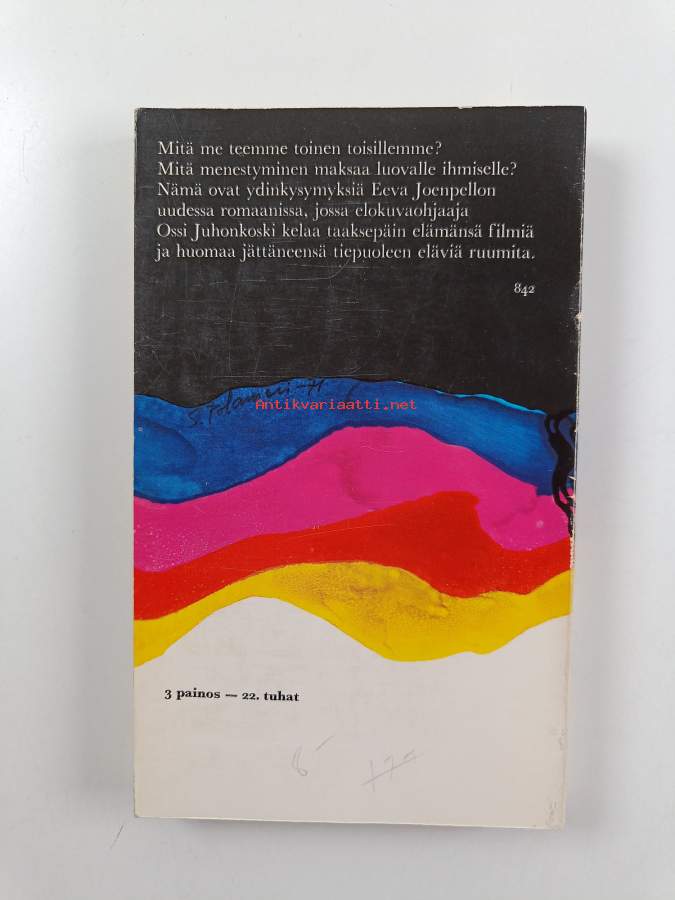 Mitä me teemme toinen toisillemme?
Mitä menestyminen maksaa luovalle ihmiselle?
Nämä ovat ydinkysymyksiä Eeva Joenpellon
uudessa romaanissa, jossa elokuvaohjaaja
Ossi Juhonkoski kelaa taaksepäin elämänsä filmiä
ja huomaa jättäneensä tiepuoleen eläviä ruumita.
842
Antikvariaatti.net
3 painos — 22. tuhat